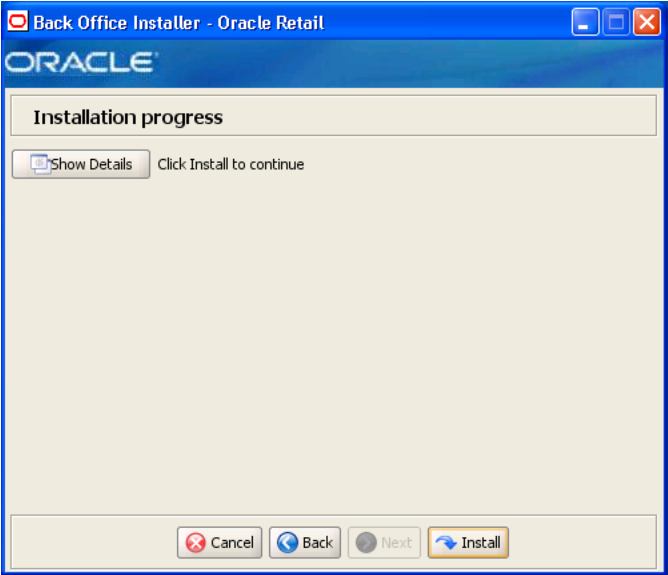 Back Office Installer - Oracle Retail
ORACLE
Installation progress
Show Details Click Install to continue
Cancel Back Next Install